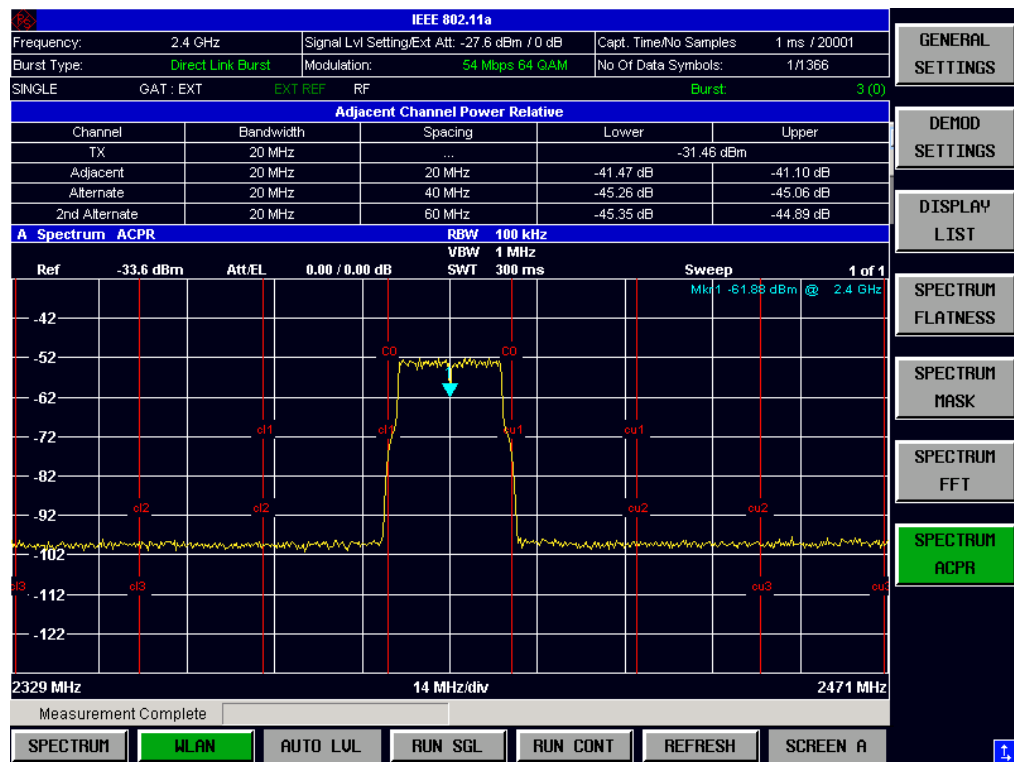 IEEE 802.11a
GENERAL SETTINGS
Frequency: 2.4 GHz Signal Lvl Setting/Ext Att: -27.6 dBm / 0 dB Capt. Time/No Samples 1 ms / 20001
Burst Type: Direct Link Burst Modulation: 54 Mbps 64 QAM No Of Data Symbols: 1/1366
SINGLE GAT : EXT EXT REF RF Burst: 3 (0)
Adjacent Channel Power Relative
DEMOD SETTINGS
Channel Bandwidth Spacing Lower Upper
TX 20 MHz ... -31.46 dBm
Adjacent 20 MHz 20 MHz -41.47 dB -41.10 dB
Alternate 20 MHz 40 MHz -45.26 dB -45.06 dB
2nd Alternate 20 MHz 60 MHz -45.35 dB -44.89 dB
DISPLAY LIST
A Spectrum ACPR RBW 100 kHz
VBW 1 MHz
Ref -33.6 dBm Att/EL 0.00 / 0.00 dB SWT 300 ms Sweep 1 of 1
Mkr1 -61.88 dBm @ 2.4 GHz
SPECTRUM FLATNESS
-42
-52
C0 C0
1
-62
SPECTRUM MASK
cl1 cl1 cu1 cu1
-72
SPECTRUM FFT
-82
cl2 cl2 cu2 cu2
-92
SPECTRUM ACPR
-102
cl3 cl3 cu3 cu3
-112
-122
2329 MHz 14 MHz/div 2471 MHz
Measurement Complete
SPECTRUM WLAN AUTO LVL RUN SGL RUN CONT REFRESH SCREEN A